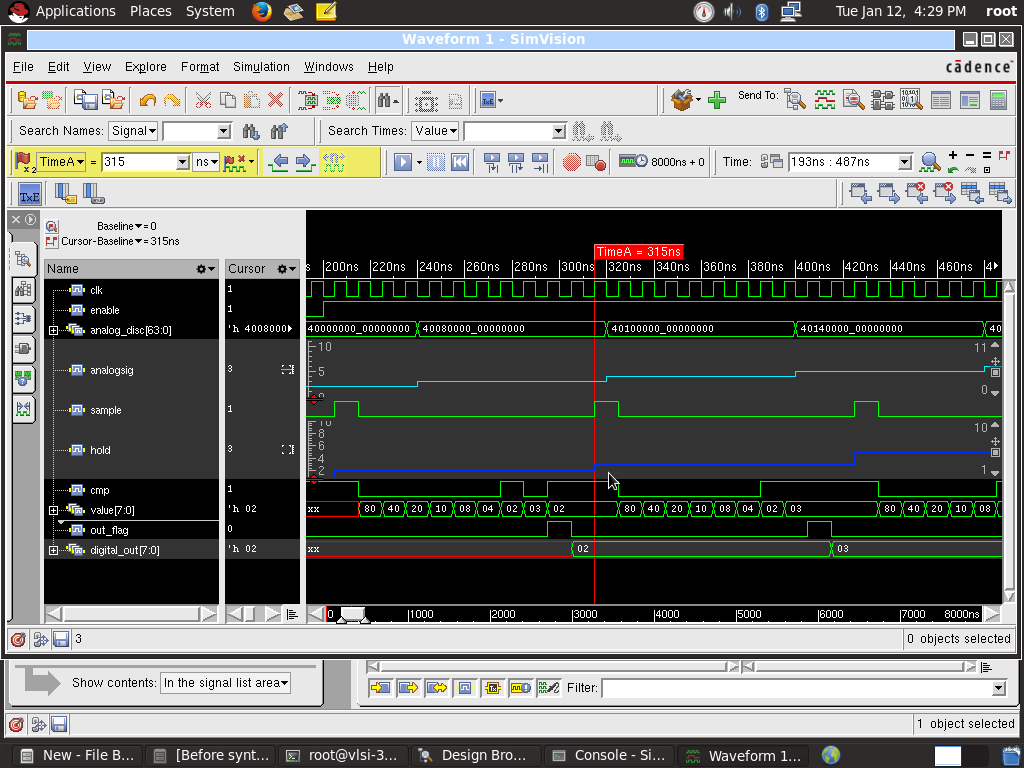 Applications Places System Tue Jan 12, 4:29 PM root
Waveform 1 - SimVision
File Edit View Explore Format Simulation Windows Help cādence
Send To:
Search Names: Signal Search Times: Value
x2 TimeA = 315 ns 8000ns + 0 Time: 193ns : 487ns
TxE
Baseline = 0
Cursor-Baseline = 315ns
TimeA = 315ns
Name Cursor s 200ns 220ns 240ns 260ns 280ns 300ns 320ns 340ns 360ns 380ns 400ns 420ns 440ns 460ns 4
clk 1
enable 1
analog_disc[63:0] 'h 4008000 40000000_00000000 40080000_00000000 40100000_00000000 40140000_00000000 40
10 11
analogsig 3 5
0 0
sample 1
10 10
8
hold 3 6
4
2 1
cmp 1
value[7:0] 'h 02 xx 80 40 20 10 08 04 02 03 02 80 40 20 10 08 04 02 03 80 40 20 10 08
out_flag 0
digital_out[7:0] 'h 02 xx 02 03
0 1000 2000 3000 4000 5000 6000 7000 8000ns
3 0 objects selected
Show contents: In the signal list area Filter:
1 object selected
New - File B... [Before synt... root@vlsi-3... Design Bro... Console - Si... Waveform 1...